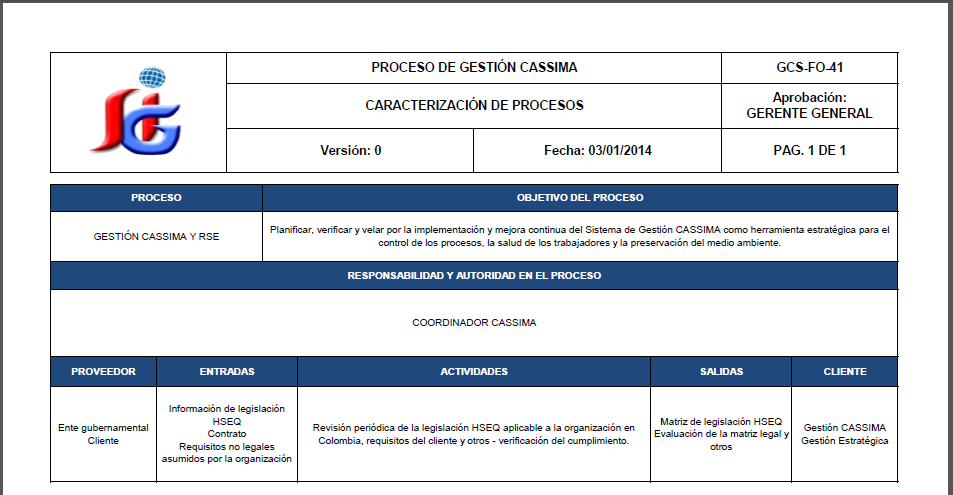 SiG
PROCESO DE GESTIÓN CASSIMA
GCS-FO-41
CARACTERIZACIÓN DE PROCESOS
Aprobación:
GERENTE GENERAL
Versión: 0
Fecha: 03/01/2014
PAG. 1 DE 1
PROCESO
OBJETIVO DEL PROCESO
GESTIÓN CASSIMA Y RSE
Planificar, verificar y velar por la implementación y mejora continua del Sistema de Gestión CASSIMA como herramienta estratégica para el
control de los procesos, la salud de los trabajadores y la preservación del medio ambiente.
RESPONSABILIDAD Y AUTORIDAD EN EL PROCESO
COORDINADOR CASSIMA
PROVEEDOR
ENTRADAS
ACTIVIDADES
SALIDAS
CLIENTE
Ente gubernamental
Cliente
Información de legislación
HSEQ
Contrato
Requisitos no legales
asumidos por la organización
Revisión periódica de la legislación HSEQ aplicable a la organización en
Colombia, requisitos del cliente y otros - verificación del cumplimiento.
Matriz de legislación HSEQ
Evaluación de la matriz legal y
otros
Gestión CASSIMA
Gestión Estratégica